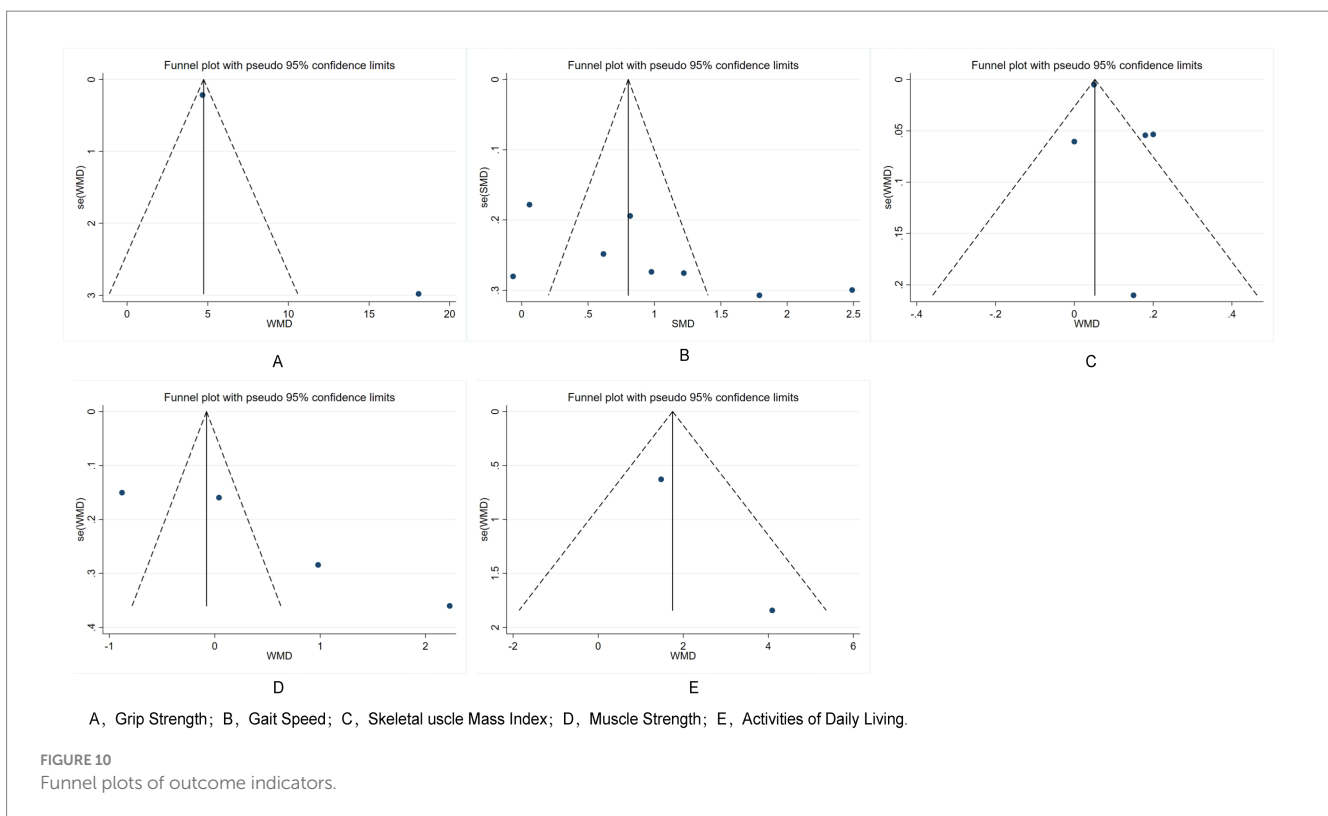 Funnel plot with pseudo 95% confidence limits
0
1
2
3
se(WMD)
0 5 10 15 20
WMD
A
Funnel plot with pseudo 95% confidence limits
0
.1
.2
.3
se(SMD)
0 .5 1 1.5 2 2.5
SMD
B
Funnel plot with pseudo 95% confidence limits
0
.05
.1
.15
.2
se(WMD)
-.4 -.2 0 .2 .4
WMD
C
Funnel plot with pseudo 95% confidence limits
0
.1
.2
.3
.4
se(WMD)
-1 0 1 2
WMD
D
Funnel plot with pseudo 95% confidence limits
0
.5
1
1.5
2
se(WMD)
-2 0 2 4 6
WMD
E
A, Grip Strength; B, Gait Speed; C, Skeletal uscle Mass Index; D, Muscle Strength; E, Activities of Daily Living.
FIGURE 10
Funnel plots of outcome indicators.